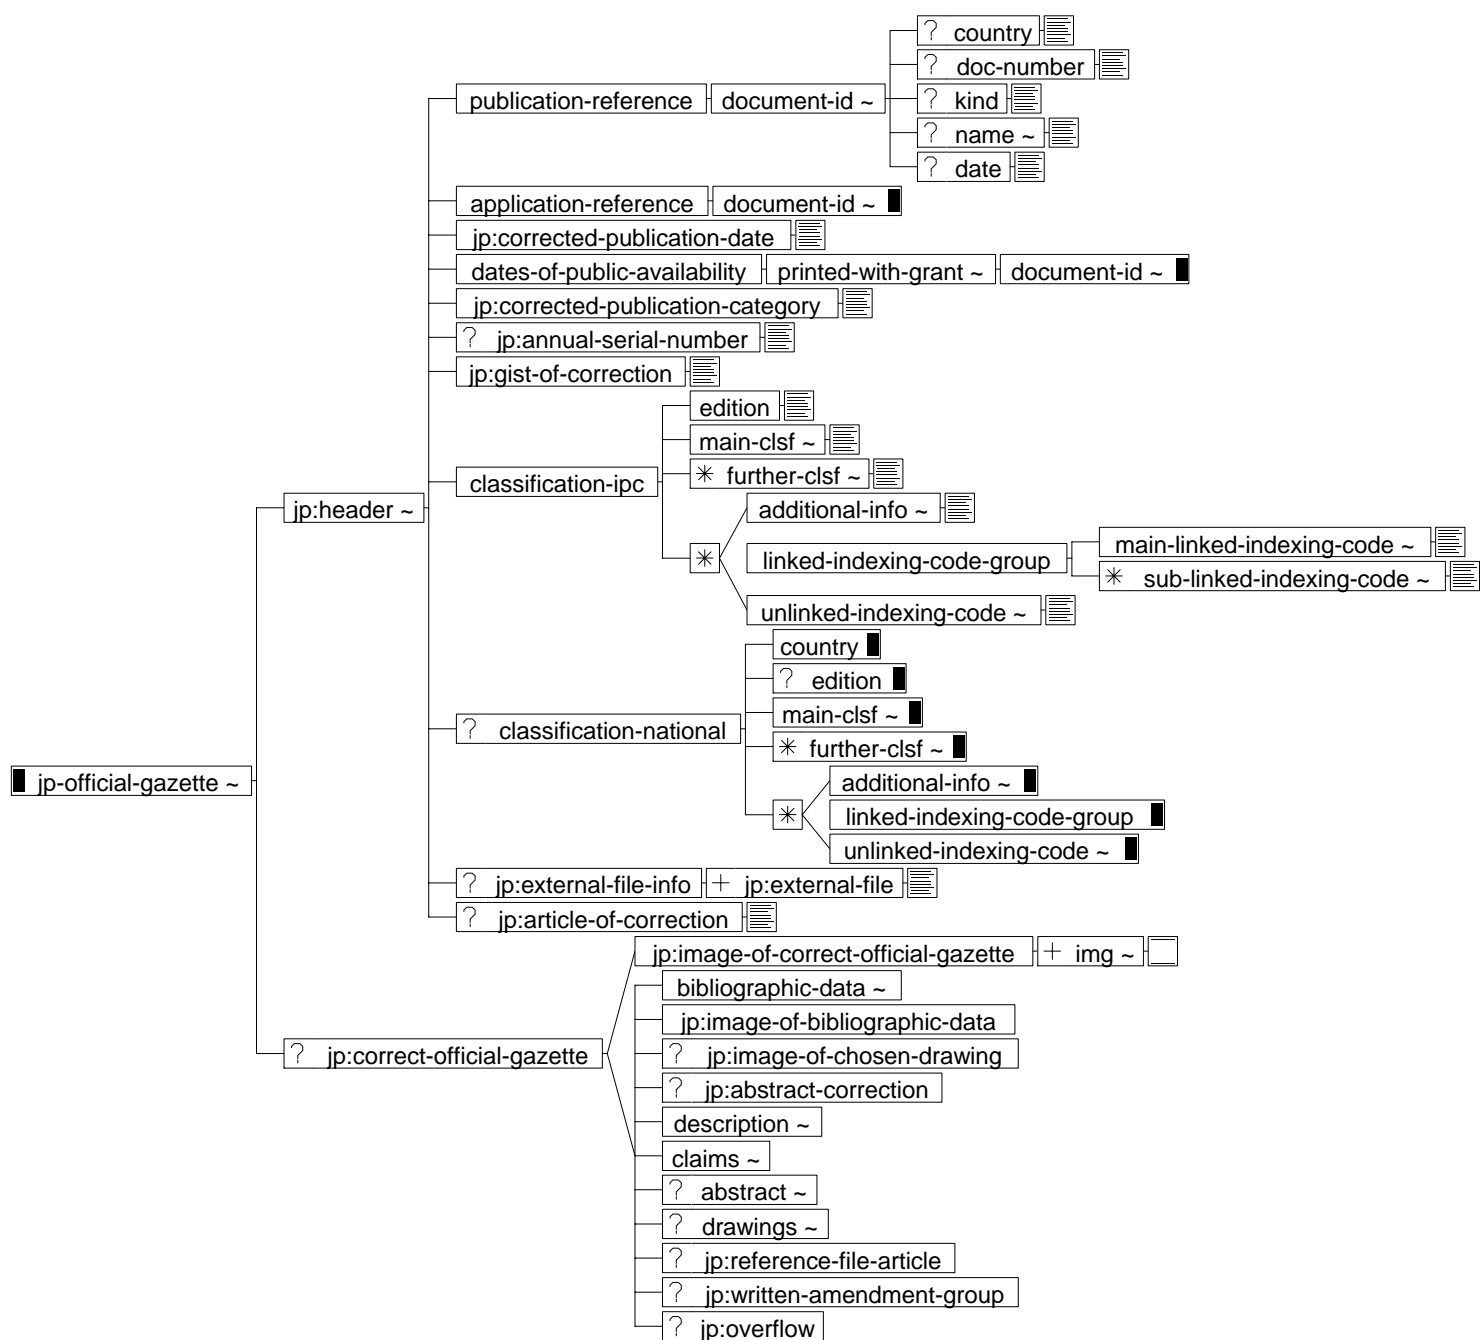 ? country
? doc-number
publication-reference document-id ~ ? kind
? name ~
? date
application-reference document-id ~
jp:corrected-publication-date
dates-of-public-availability printed-with-grant ~ document-id ~
jp:corrected-publication-category
? jp:annual-serial-number
jp:gist-of-correction
edition
main-clsf ~
* further-clsf ~
classification-ipc
additional-info ~
jp:header ~
main-linked-indexing-code ~
* linked-indexing-code-group
* sub-linked-indexing-code ~
unlinked-indexing-code ~
country
? edition
main-clsf ~
? classification-national
* further-clsf ~
jp-official-gazette ~
additional-info ~
* linked-indexing-code-group
unlinked-indexing-code ~
? jp:external-file-info + jp:external-file
? jp:article-of-correction
jp:image-of-correct-official-gazette + img ~
bibliographic-data ~
jp:image-of-bibliographic-data
? jp:correct-official-gazette ? jp:image-of-chosen-drawing
? jp:abstract-correction
description ~
claims ~
? abstract ~
? drawings ~
? jp:reference-file-article
? jp:written-amendment-group
? jp:overflow